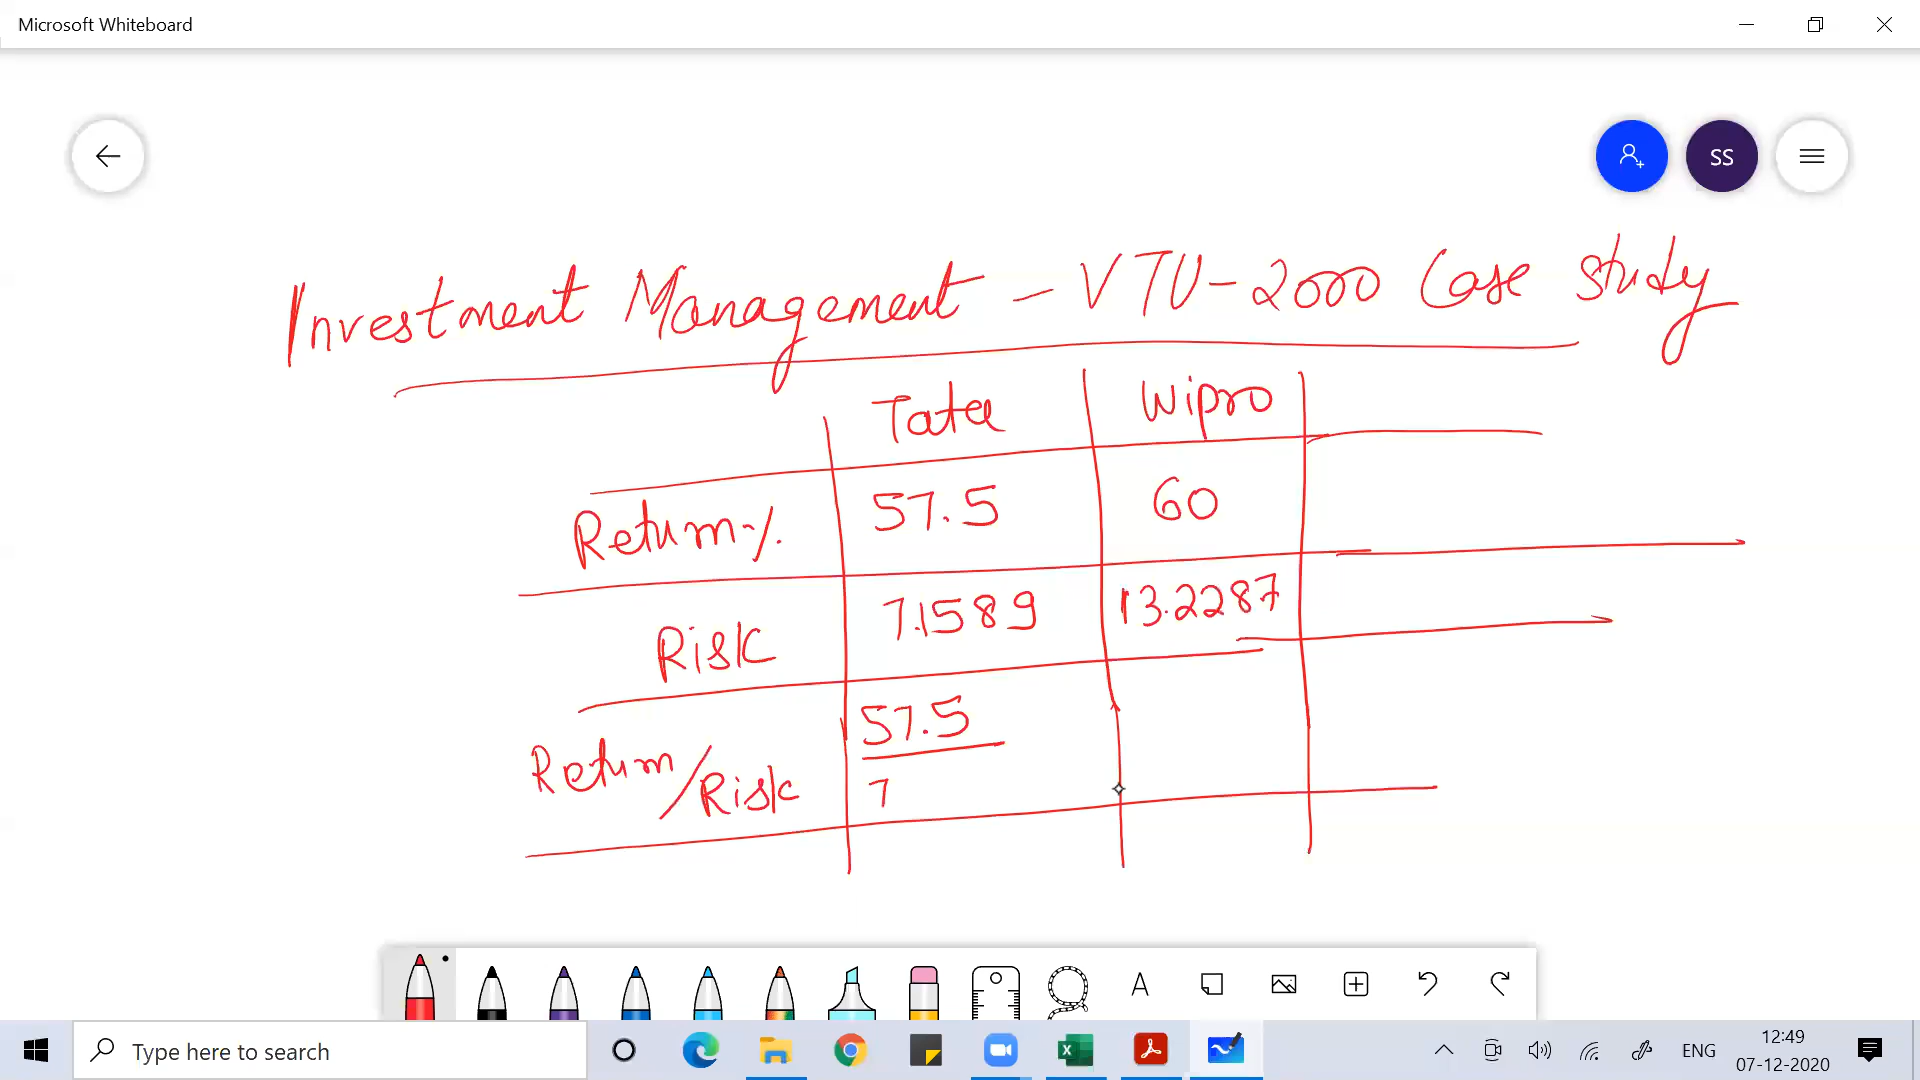 Microsoft Whiteboard
SS
Investment Management - VTU-2000 Case Study
Tata Wipro
Return % 57.5 60
Risk 7.1589 13.2287
Return/Risk 57.5
7
A
Type here to search
ENG
12:49
07-12-2020